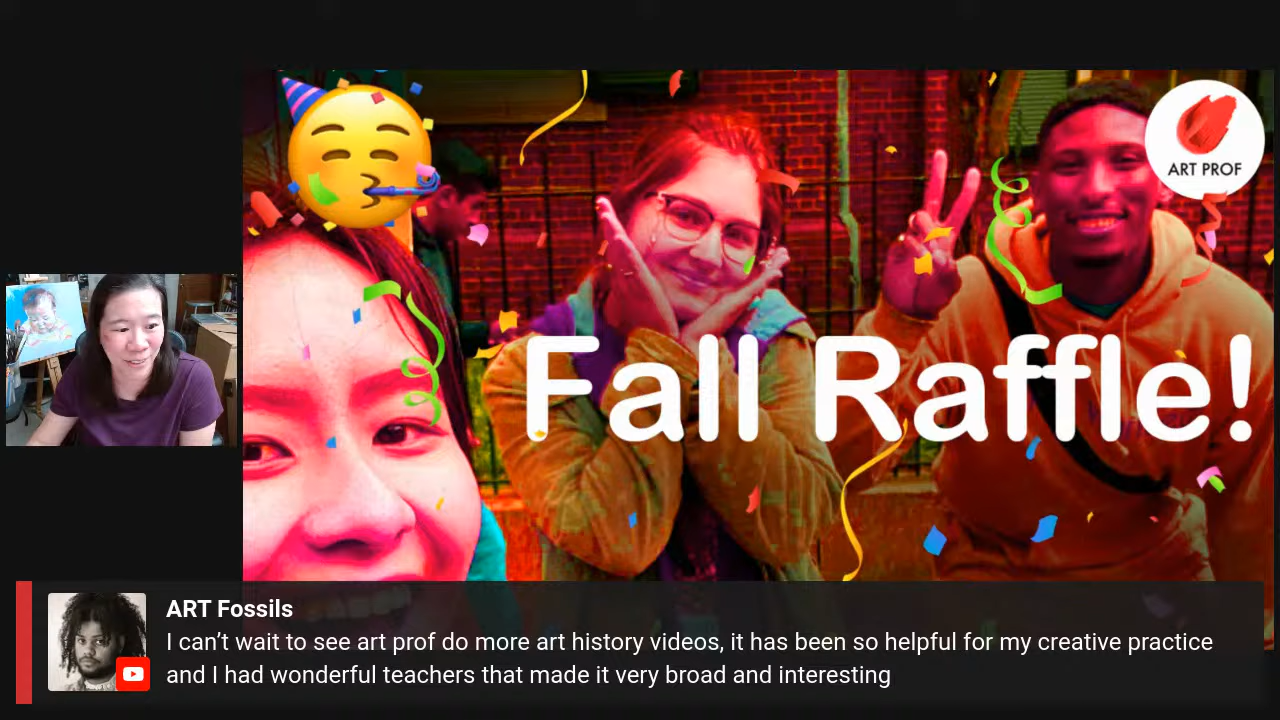 ART PROF
Fall Raffle!
ART Fossils
I can’t wait to see art prof do more art history videos, it has been so helpful for my creative practice
and I had wonderful teachers that made it very broad and interesting